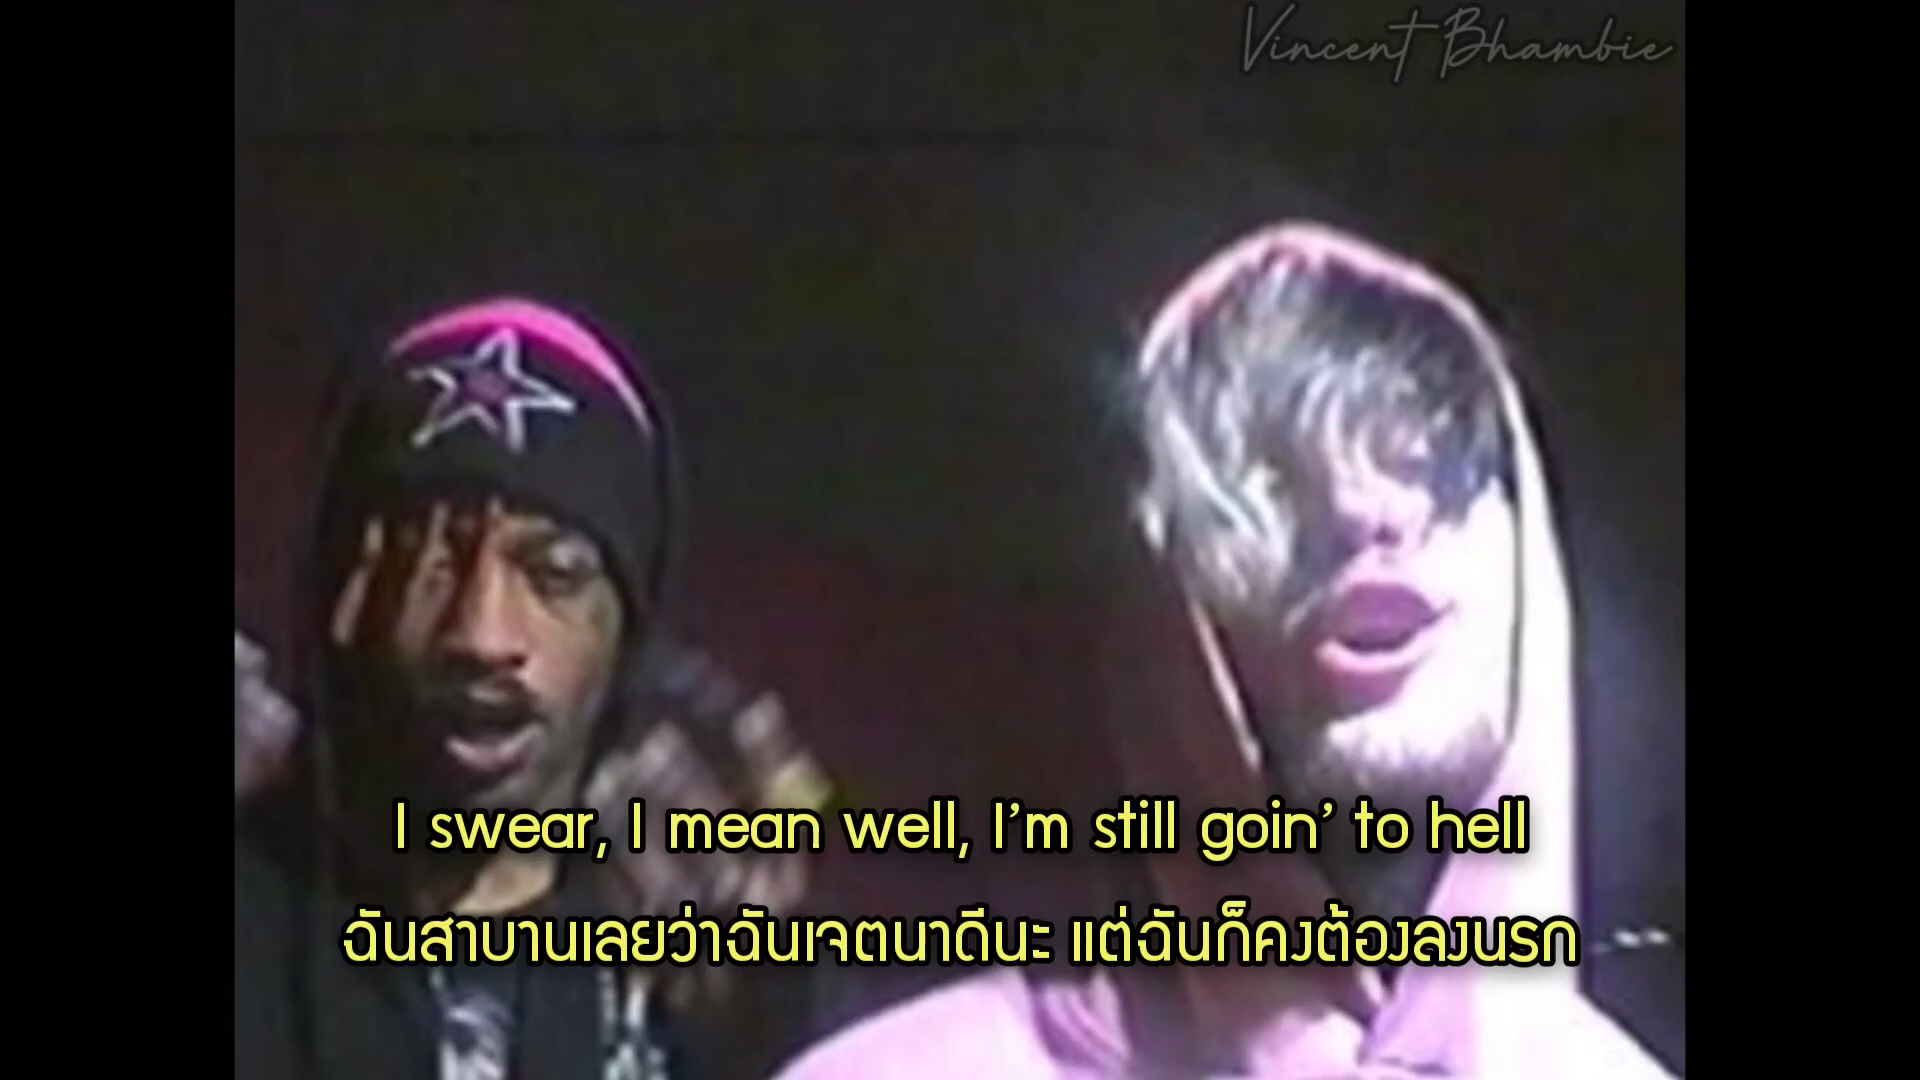 Vincent Bhambie
I swear, I mean well, I'm still goin' to hell
ฉันสาบานเลยว่าฉันเจตนาดีนะ แต่ฉันก็คงต้องลงนรก